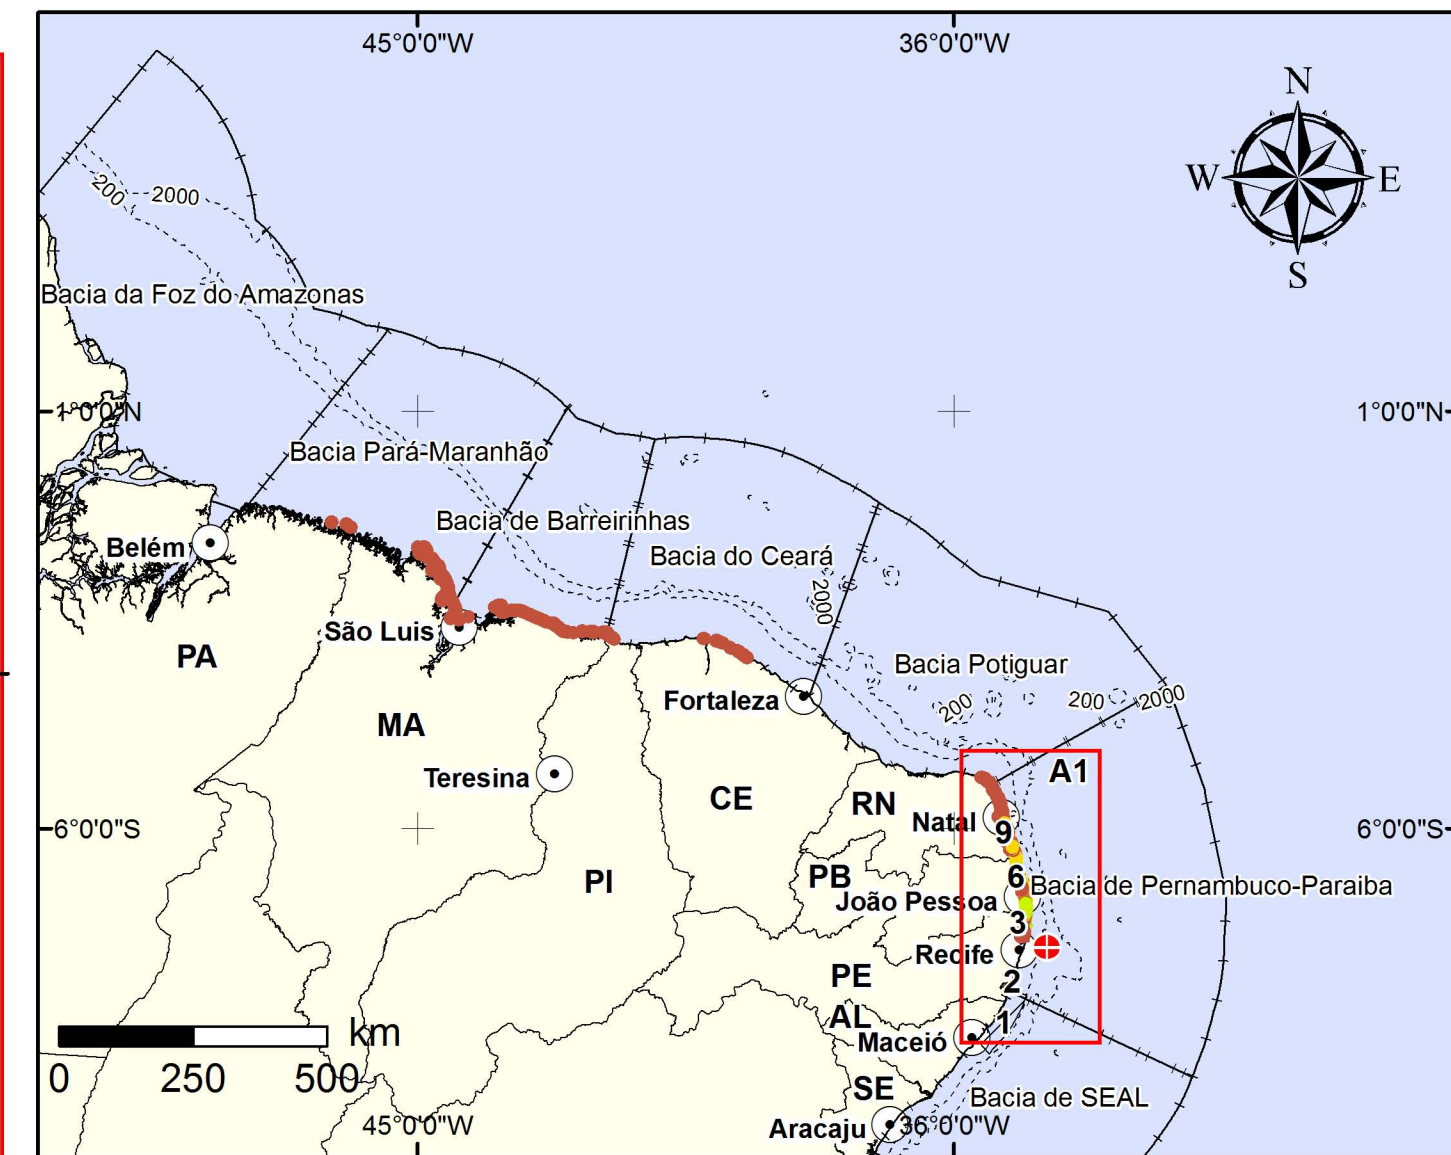 45°0'0"W
36°0'0"W
N
W
E
S
200
2000
Bacia da Foz do Amazonas
1°0'0"N
1°0'0"N
Bacia Pará-Maranhão
Bacia de Barreirinhas
Belém
Bacia do Ceará
2000
São Luis
PA
Bacia Potiguar
Fortaleza
200
200
2000
MA
Teresina
A1
CE
RN
Natal
6°0'0"S
9
6°0'0"S
PI
PB
6
Bacia de Pernambuco-Paraiba
João Pessoa
3
Recife
PE
2
AL
1
km
Maceió
0
250
500
SE
Bacia de SEAL
45°0'0"W
Aracaju
36°0'0"W